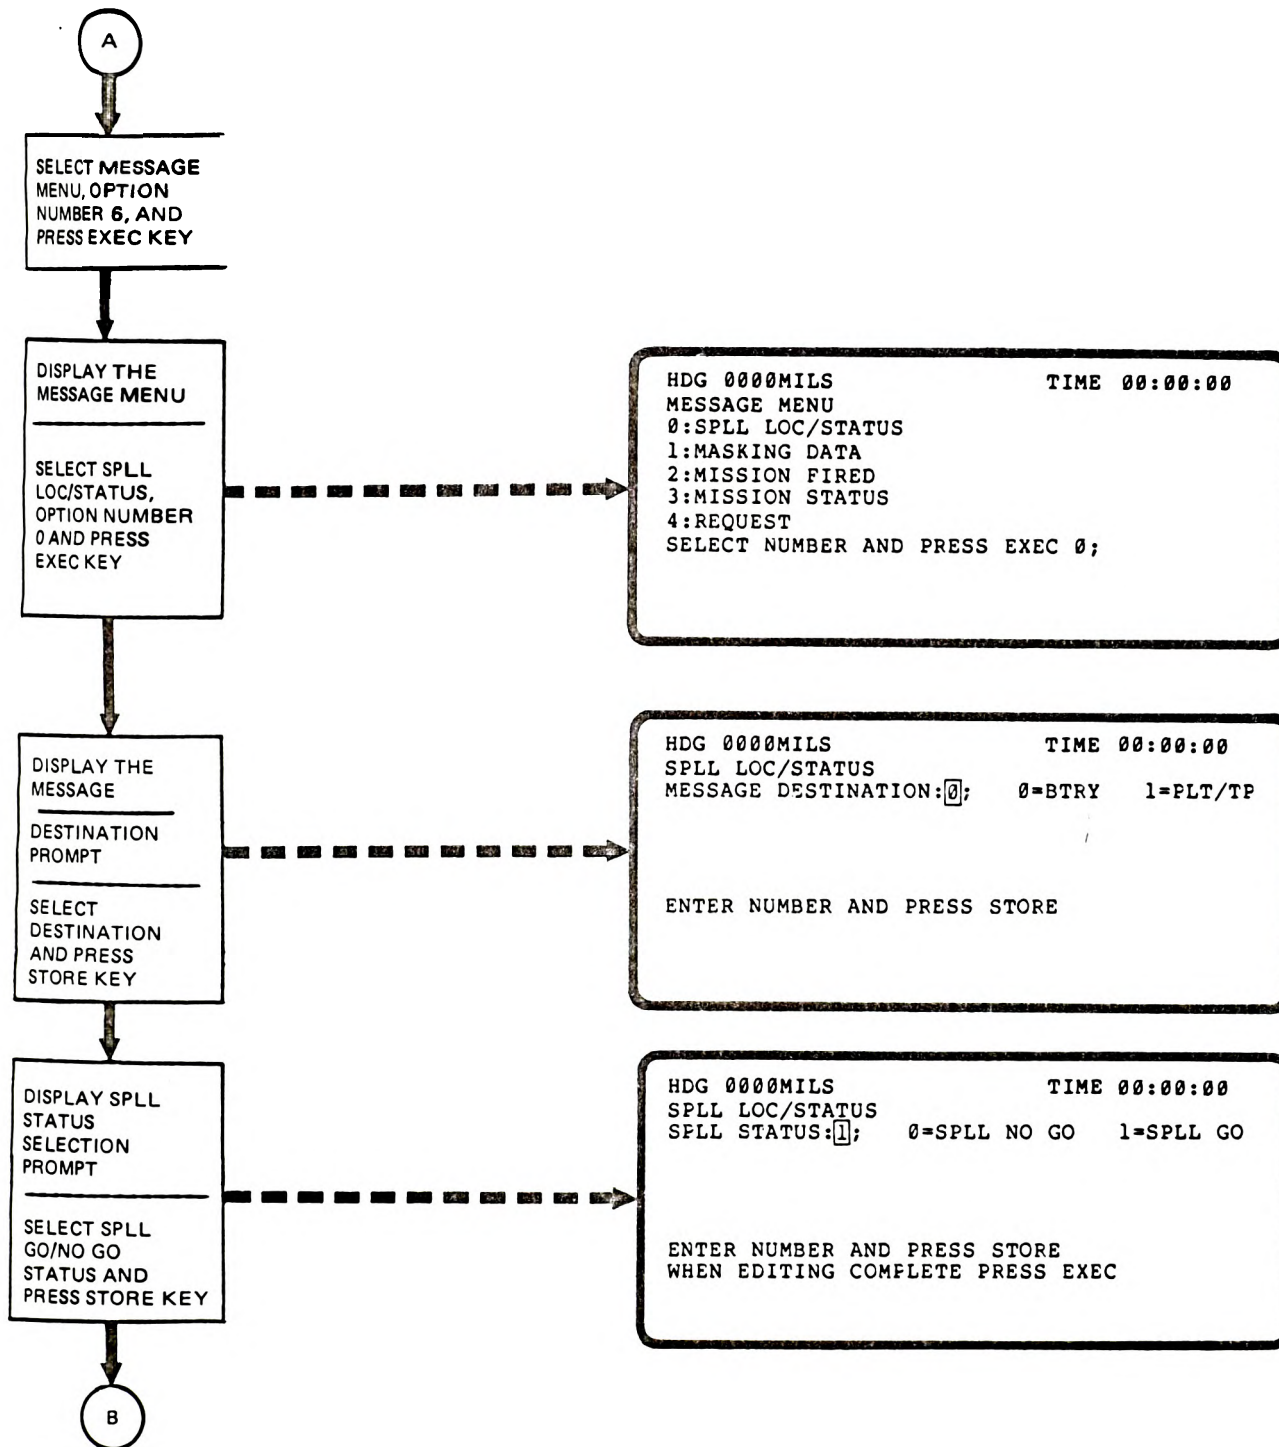 A
SELECT MESSAGE
MENU, OPTION
NUMBER 6, AND
PRESS EXEC KEY
DISPLAY THE
MESSAGE MENU
SELECT SPLL
LOC/STATUS,
OPTION NUMBER
0 AND PRESS
EXEC KEY
HDG 0000MILS TIME 00:00:00
MESSAGE MENU
0:SPLL LOC/STATUS
1:MASKING DATA
2:MISSION FIRED
3:MISSION STATUS
4:REQUEST
SELECT NUMBER AND PRESS EXEC 0;
DISPLAY THE
MESSAGE
DESTINATION
PROMPT
SELECT
DESTINATION
AND PRESS
STORE KEY
HDG 0000MILS TIME 00:00:00
SPLL LOC/STATUS
MESSAGE DESTINATION:0; 0=BTRY 1=PLT/TP
ENTER NUMBER AND PRESS STORE
DISPLAY SPLL
STATUS
SELECTION
PROMPT
SELECT SPLL
GO/NO GO
STATUS AND
PRESS STORE KEY
HDG 0000MILS TIME 00:00:00
SPLL LOC/STATUS
SPLL STATUS:1; 0=SPLL NO GO 1=SPLL GO
ENTER NUMBER AND PRESS STORE
WHEN EDITING COMPLETE PRESS EXEC
B